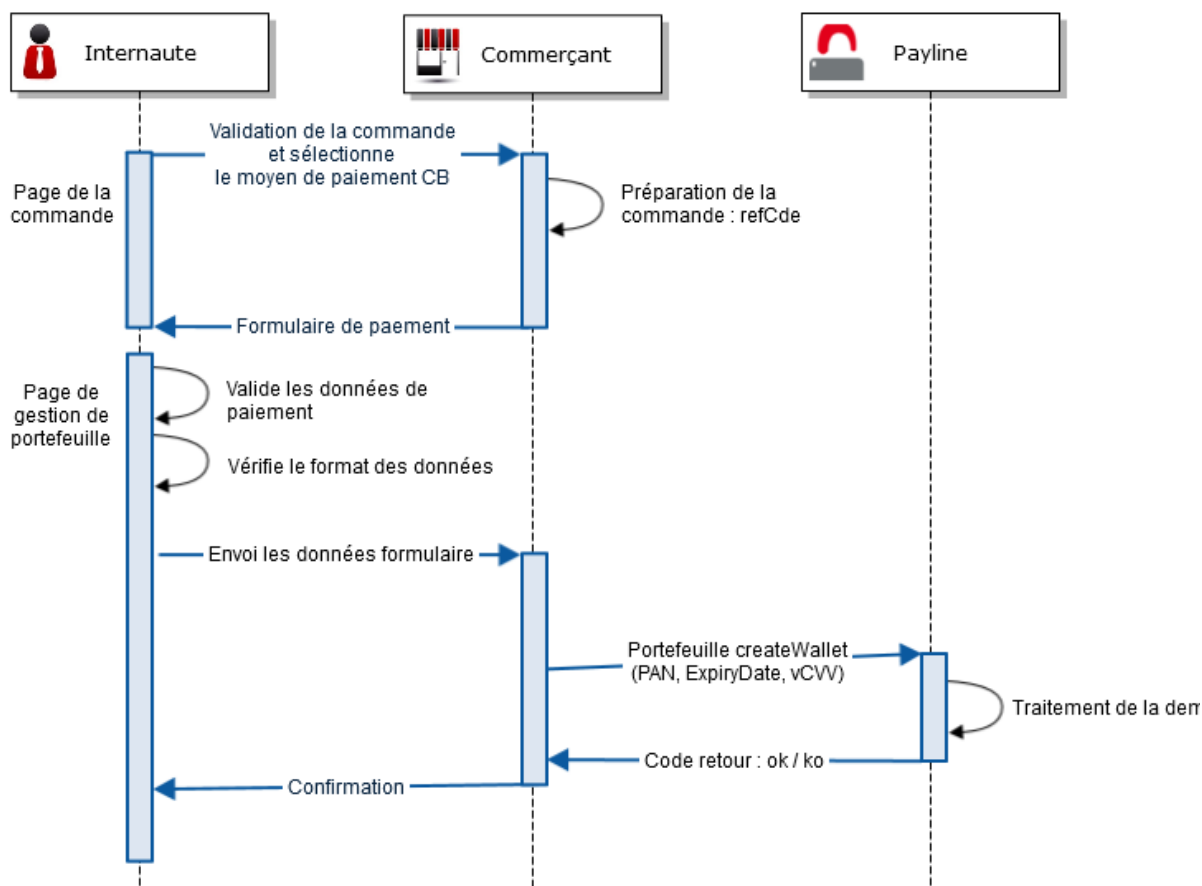 Internaute
Commerçant
Payline
Validation de la commande
et sélectionne
le moyen de paiement CB
Page de la
commande
Préparation de la
commande : refCde
Formulaire de paement
Page de
gestion de
portefeuille
Valide les données de
paiement
Vérifie le format des données
Envoi les données formulaire
Portefeuille createWallet
(PAN, ExpiryDate, vCVV)
Traitement de la dem
Code retour : ok / ko
Confirmation